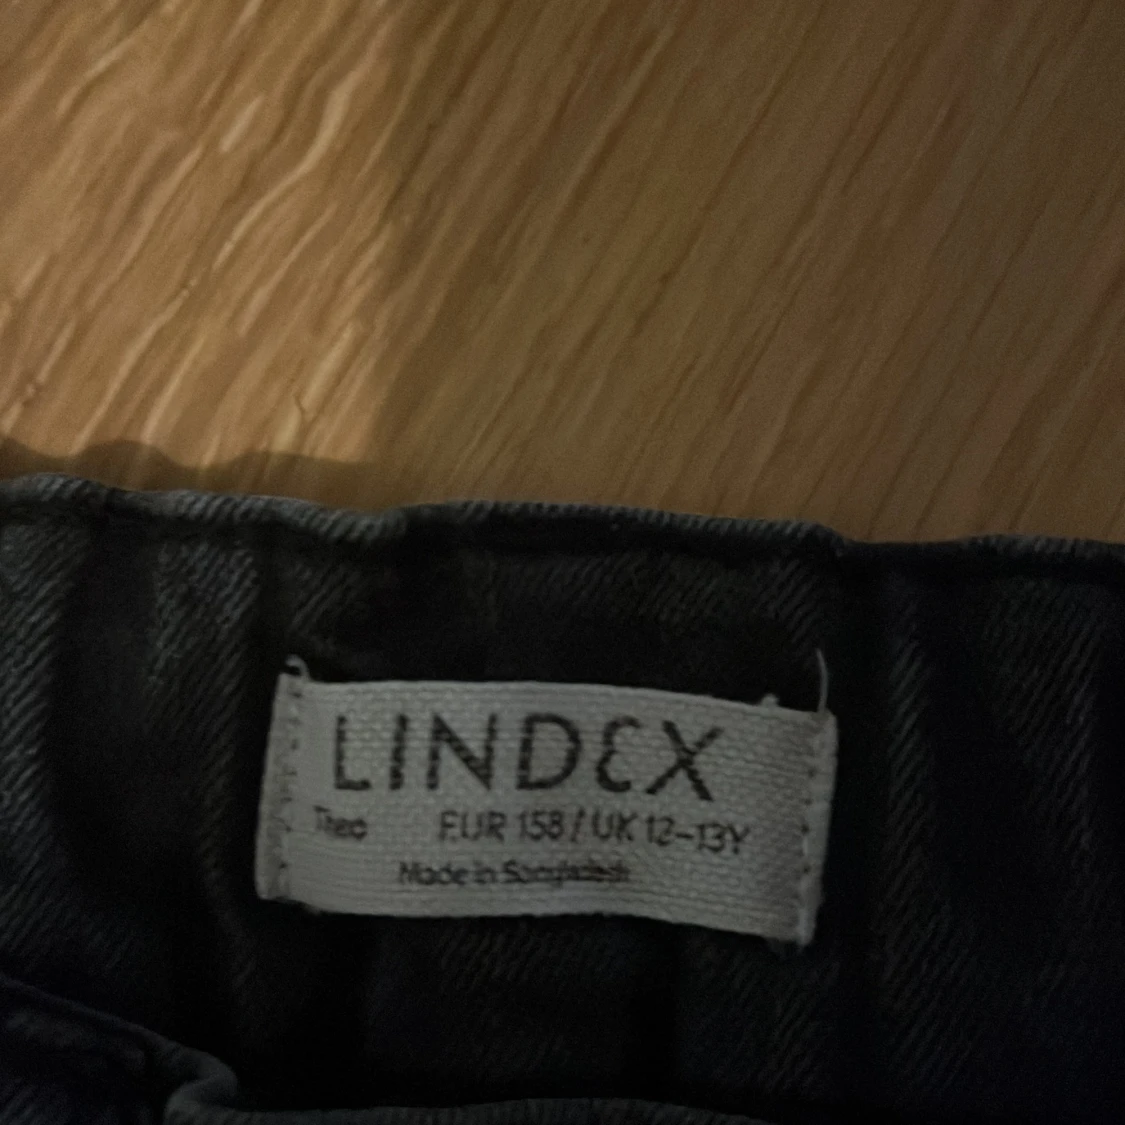 LINDEX
Theo EUR 158 / UK 12-13Y
Made in Bangladesh